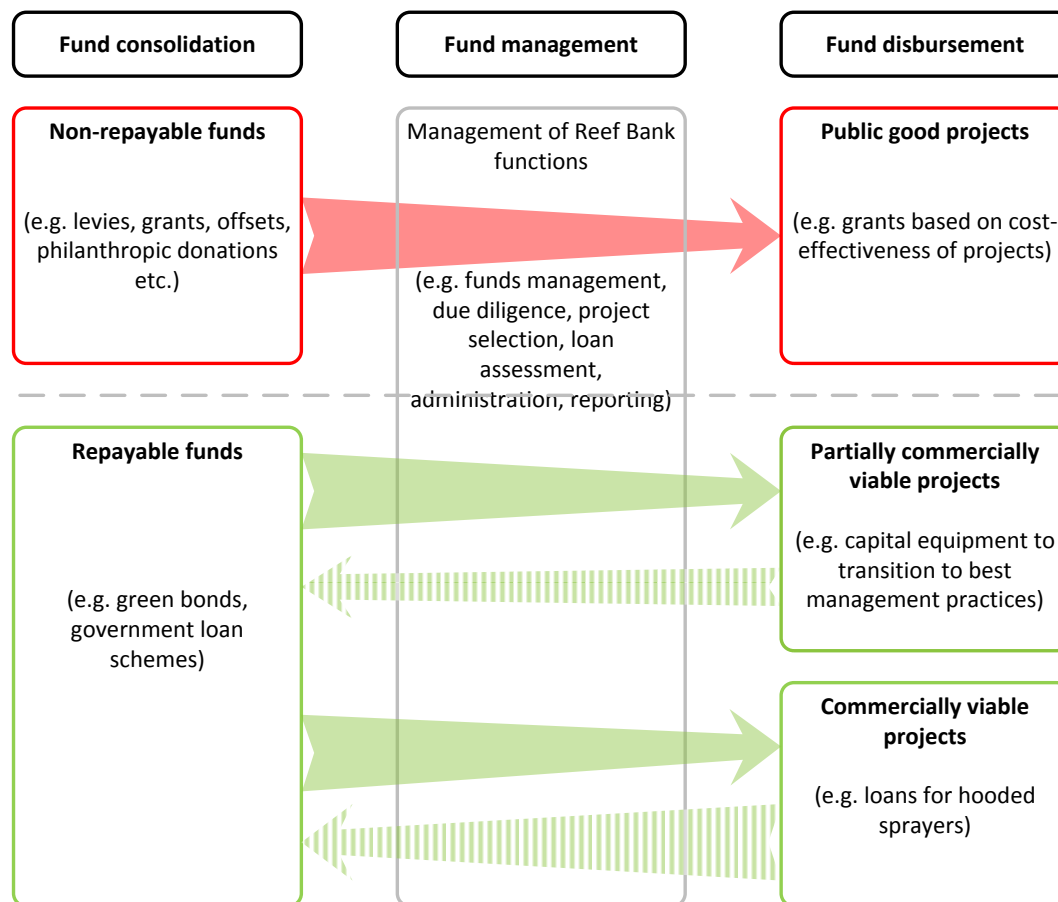 Fund consolidation
Fund management
Fund disbursement
Non-repayable funds
(e.g. levies, grants, offsets,
philanthropic donations
etc.)
Management of Reef Bank
functions
(e.g. funds management,
due diligence, project
selection, loan
assessment,
administration, reporting)
Public good projects
(e.g. grants based on cost-
effectiveness of projects)
Repayable funds
(e.g. green bonds,
government loan
schemes)
Partially commercially
viable projects
(e.g. capital equipment to
transition to best
management practices)
Commercially viable
projects
(e.g. loans for hooded
sprayers)